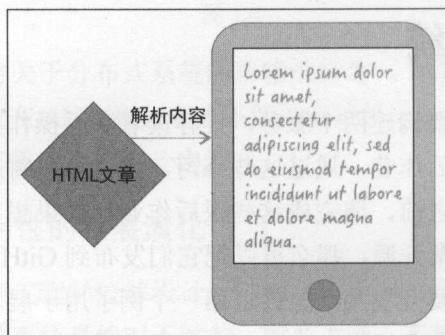 解析内容
HTML文章
Lorem ipsum dolor
sit amet,
consectetur
adipiscing elit, sed
do eiusmod tempor
incididunt ut labore
et dolore magna
aliqua.